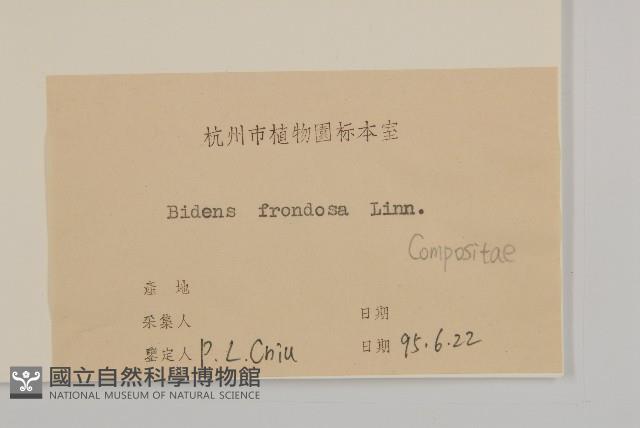 杭州市植物園标本室
Bidens frondosa Linn.
Compositae
產地
采集人 日期
鑒定人 P. L. Chiu 日期 95.6.22
國立自然科學博物館
NATIONAL MUSEUM OF NATURAL SCIENCE